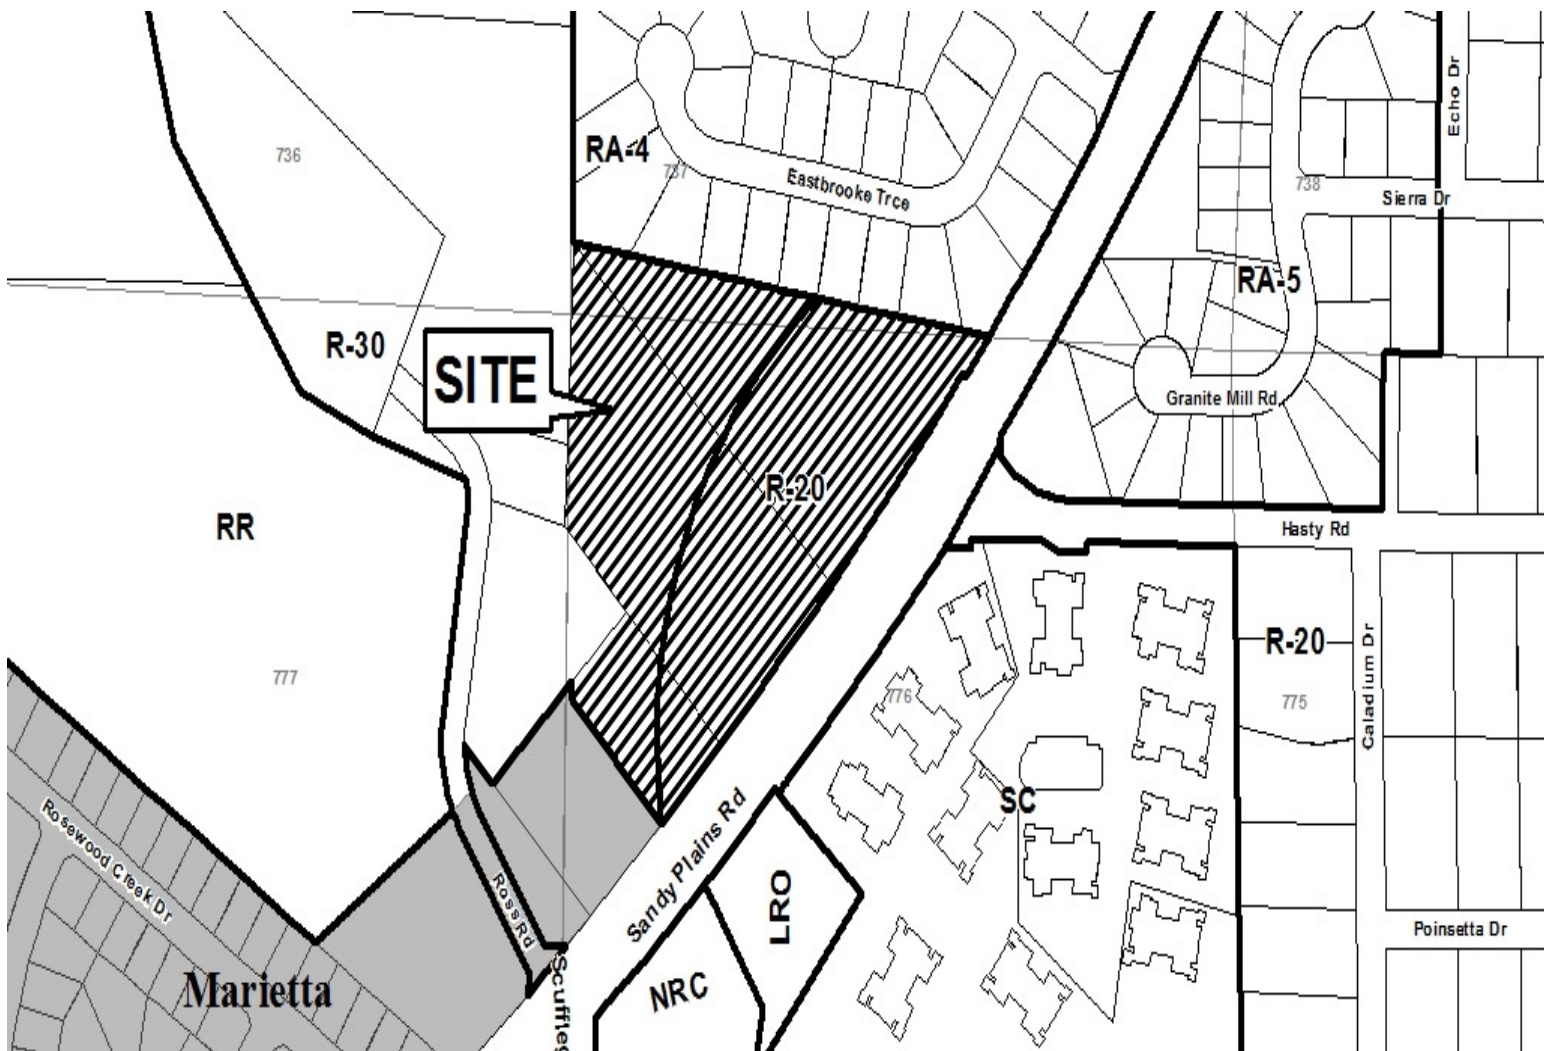 Echo Dr
736
RA-4
737
Eastbrooke Trce
738
Sierra Dr
RA-5
R-30
SITE
Granite Mill Rd
R-20
RR
Hasty Rd
R-20
Caladium Dr
777
776
775
SC
Sandy Plains Rd
Rosewood Creek Dr
Ross Rd
LRO
Poinsetta Dr
Marietta
NRC